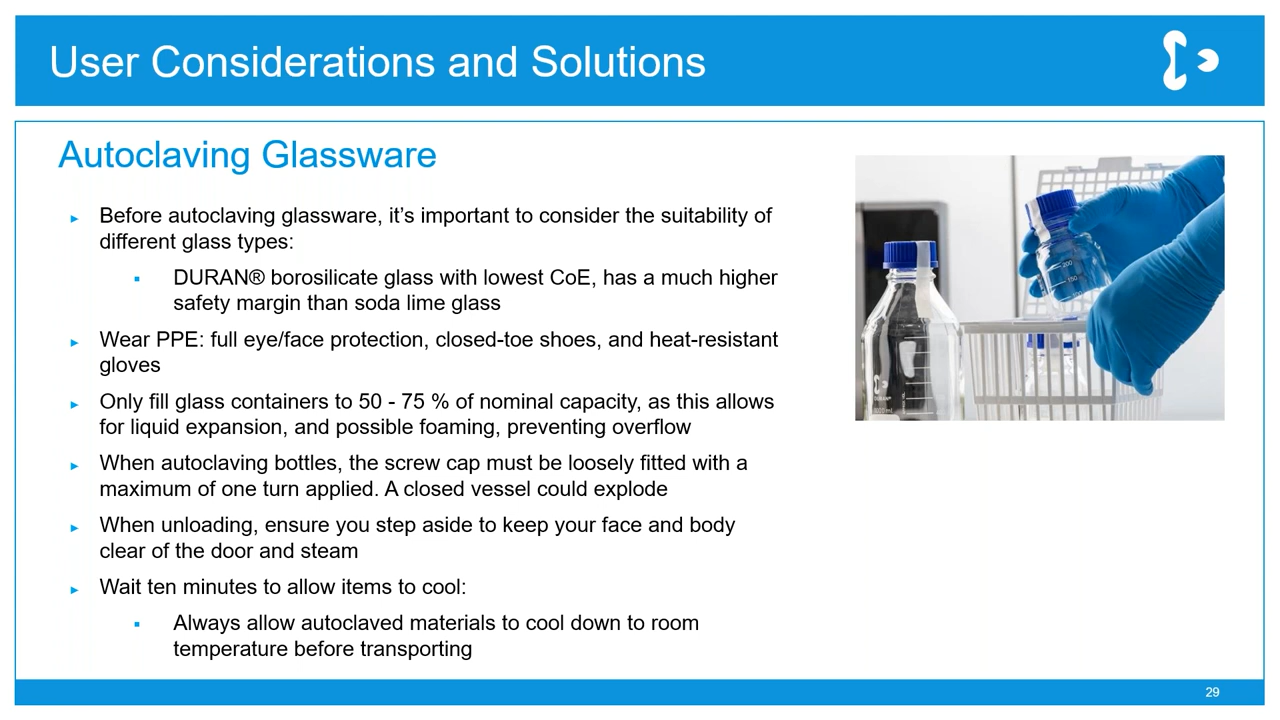 User Considerations and Solutions
Autoclaving Glassware
Before autoclaving glassware, it’s important to consider the suitability of
different glass types:
DURAN® borosilicate glass with lowest CoE, has a much higher
safety margin than soda lime glass
Wear PPE: full eye/face protection, closed-toe shoes, and heat-resistant
gloves
Only fill glass containers to 50 - 75 % of nominal capacity, as this allows
for liquid expansion, and possible foaming, preventing overflow
When autoclaving bottles, the screw cap must be loosely fitted with a
maximum of one turn applied. A closed vessel could explode
When unloading, ensure you step aside to keep your face and body
clear of the door and steam
Wait ten minutes to allow items to cool:
Always allow autoclaved materials to cool down to room
temperature before transporting
200
150
DURAN
29